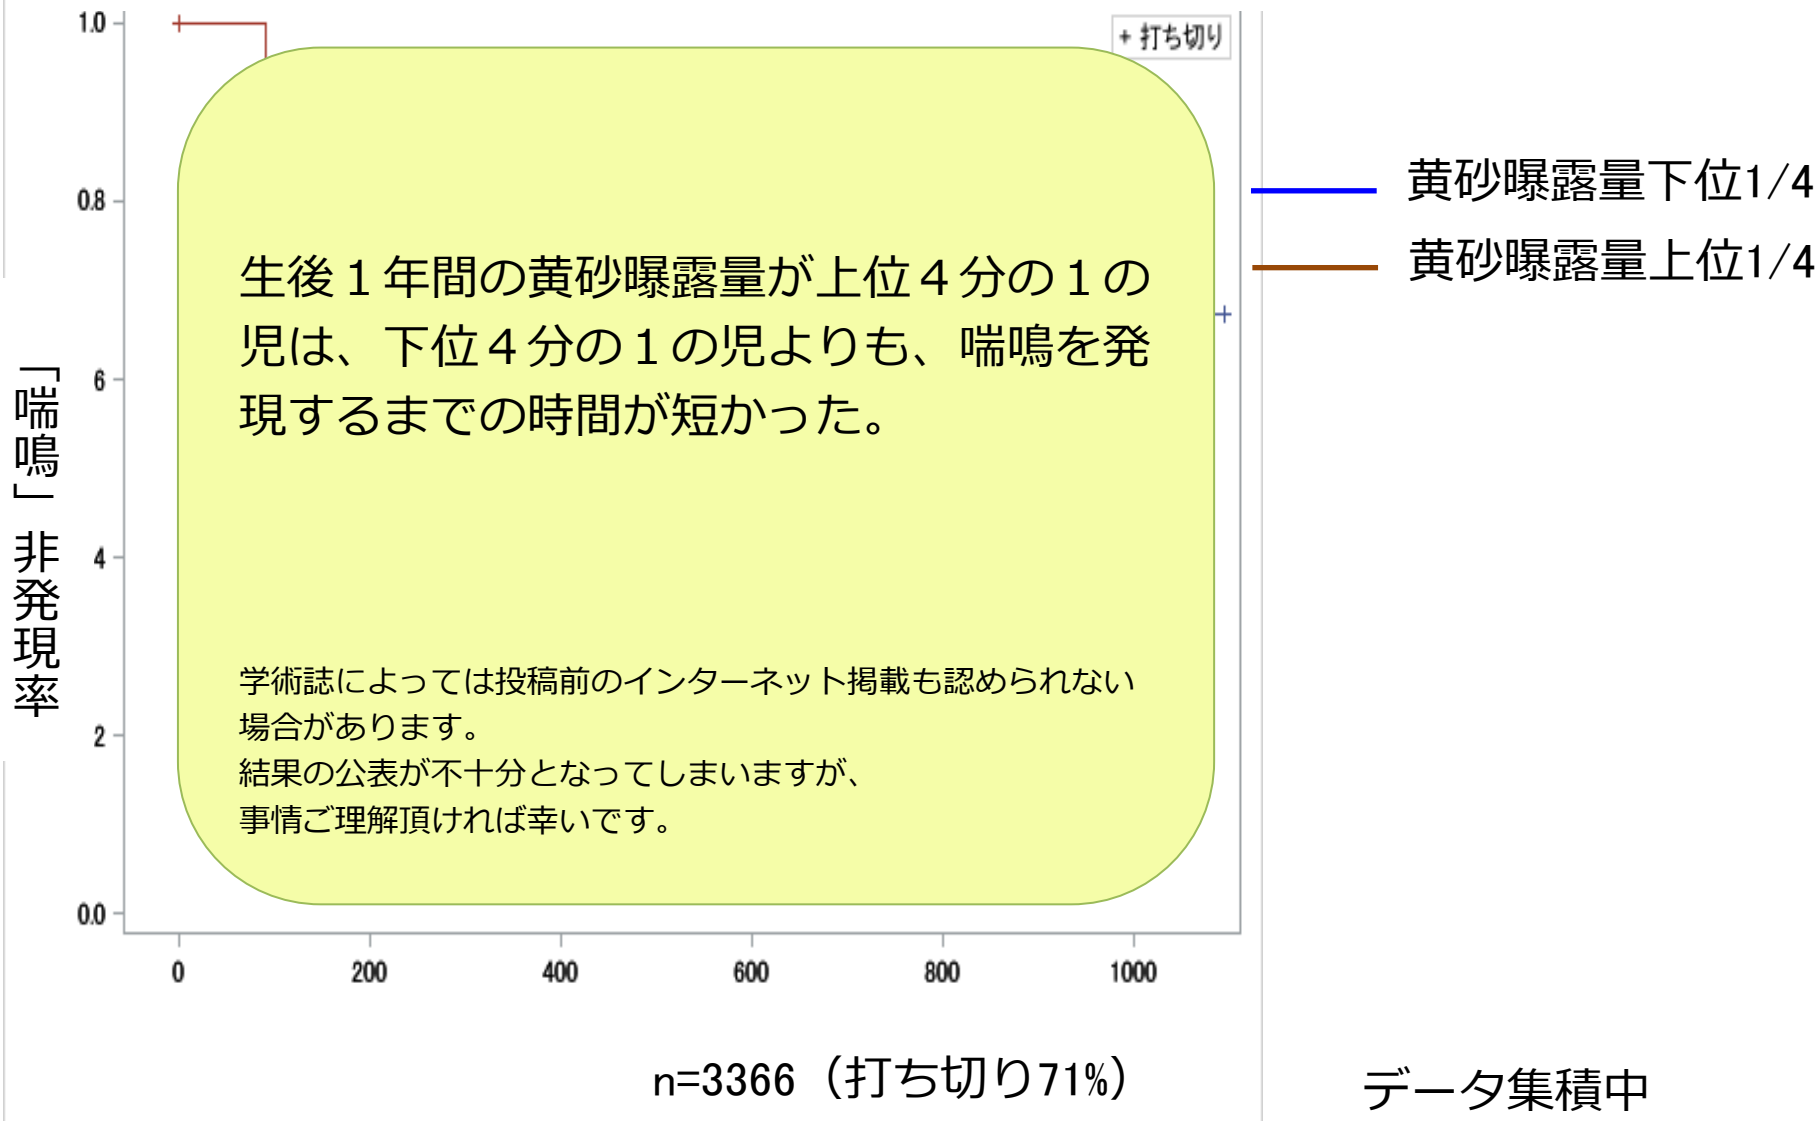 1.0
+ 打ち切り
0.8
6
4
2
0.0
「喘鳴」非発現率
生後１年間の黄砂曝露量が上位４分の１の
児は、下位４分の１の児よりも、喘鳴を発
現するまでの時間が短かった。
学術誌によっては投稿前のインターネット掲載も認められない
場合があります。
結果の公表が不十分となってしまいますが、
事情ご理解頂ければ幸いです。
黄砂曝露量下位1/4
黄砂曝露量上位1/4
0 200 400 600 800 1000
n=3366（打ち切り71%）
データ集積中